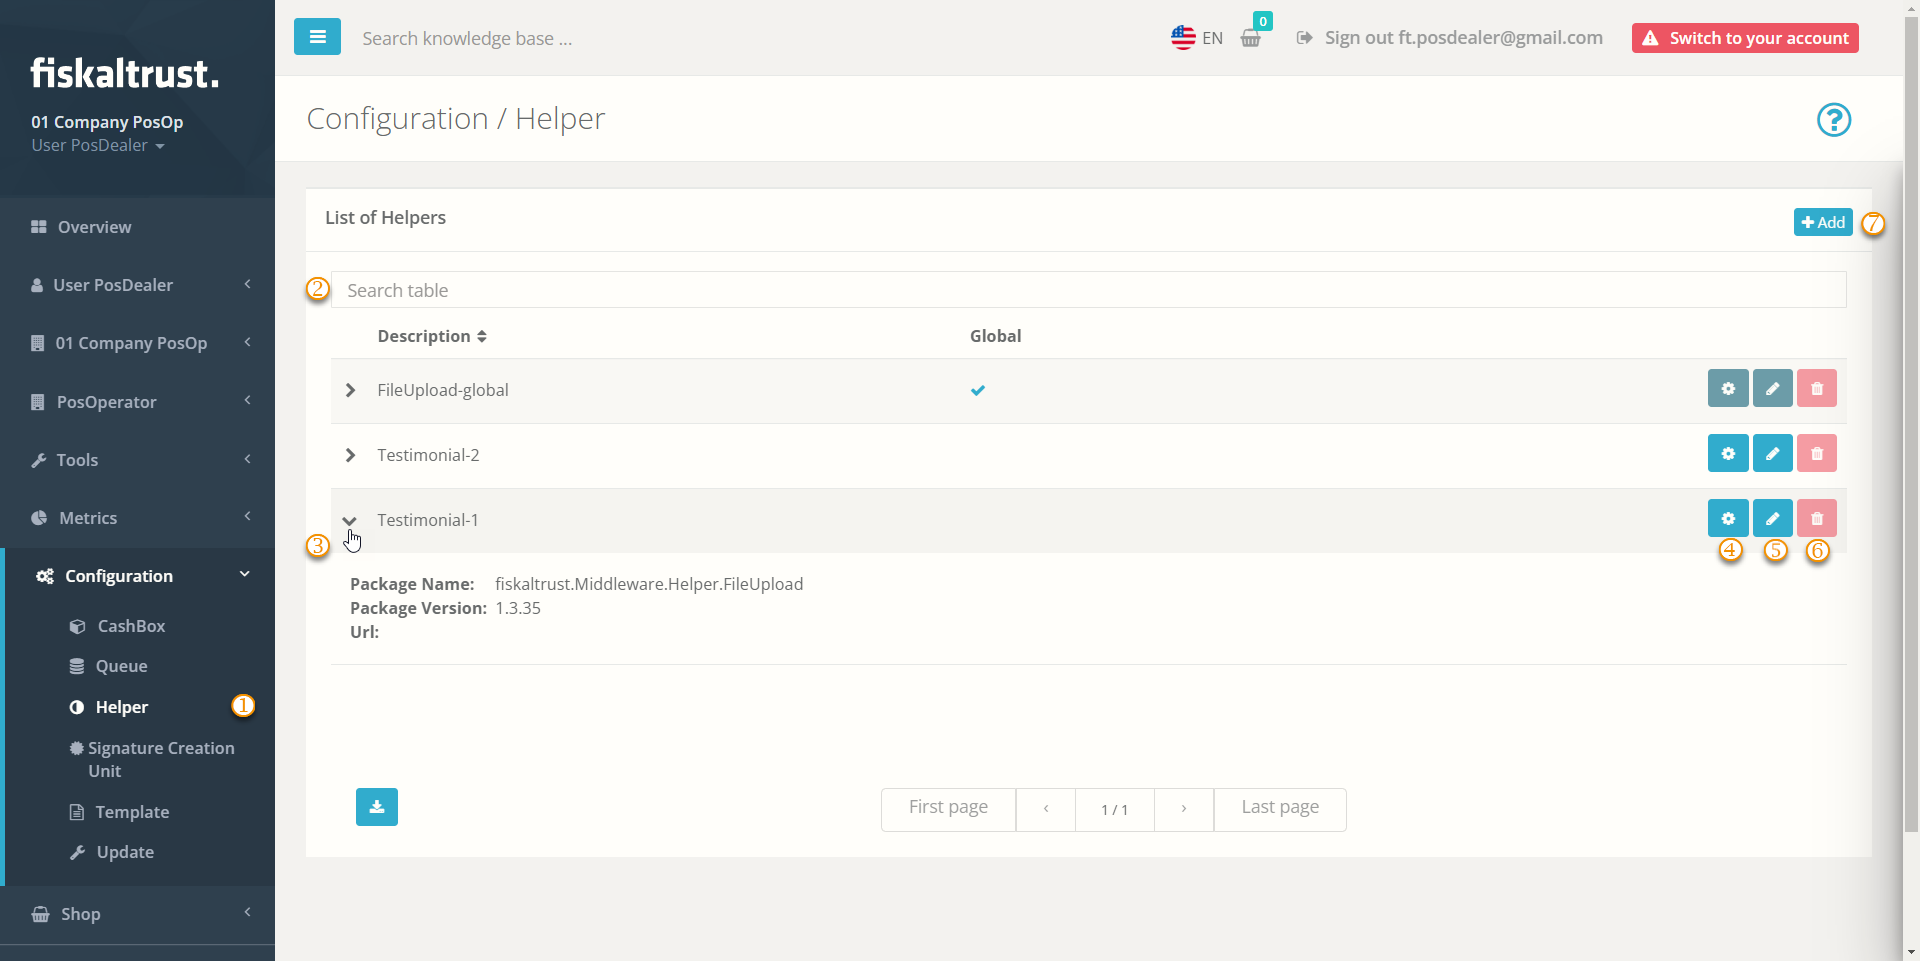 fiskaltrust.
01 Company PosOp
User PosDealer
Overview
User PosDealer
01 Company PosOp
PosOperator
Tools
Metrics
Configuration
CashBox
Queue
Helper
1
Signature Creation
Unit
Template
Update
Shop
Search knowledge base ...
EN
0
Sign out ft.posdealer@gmail.com
Switch to your account
Configuration / Helper
?
List of Helpers
Add
7
2
Search table
Description
Global
FileUpload-global
Testimonial-2
Testimonial-1
3
4
5
6
Package Name: fiskaltrust.Middleware.Helper.FileUpload
Package Version: 1.3.35
Url:
First page
‹
1 / 1
›
Last page